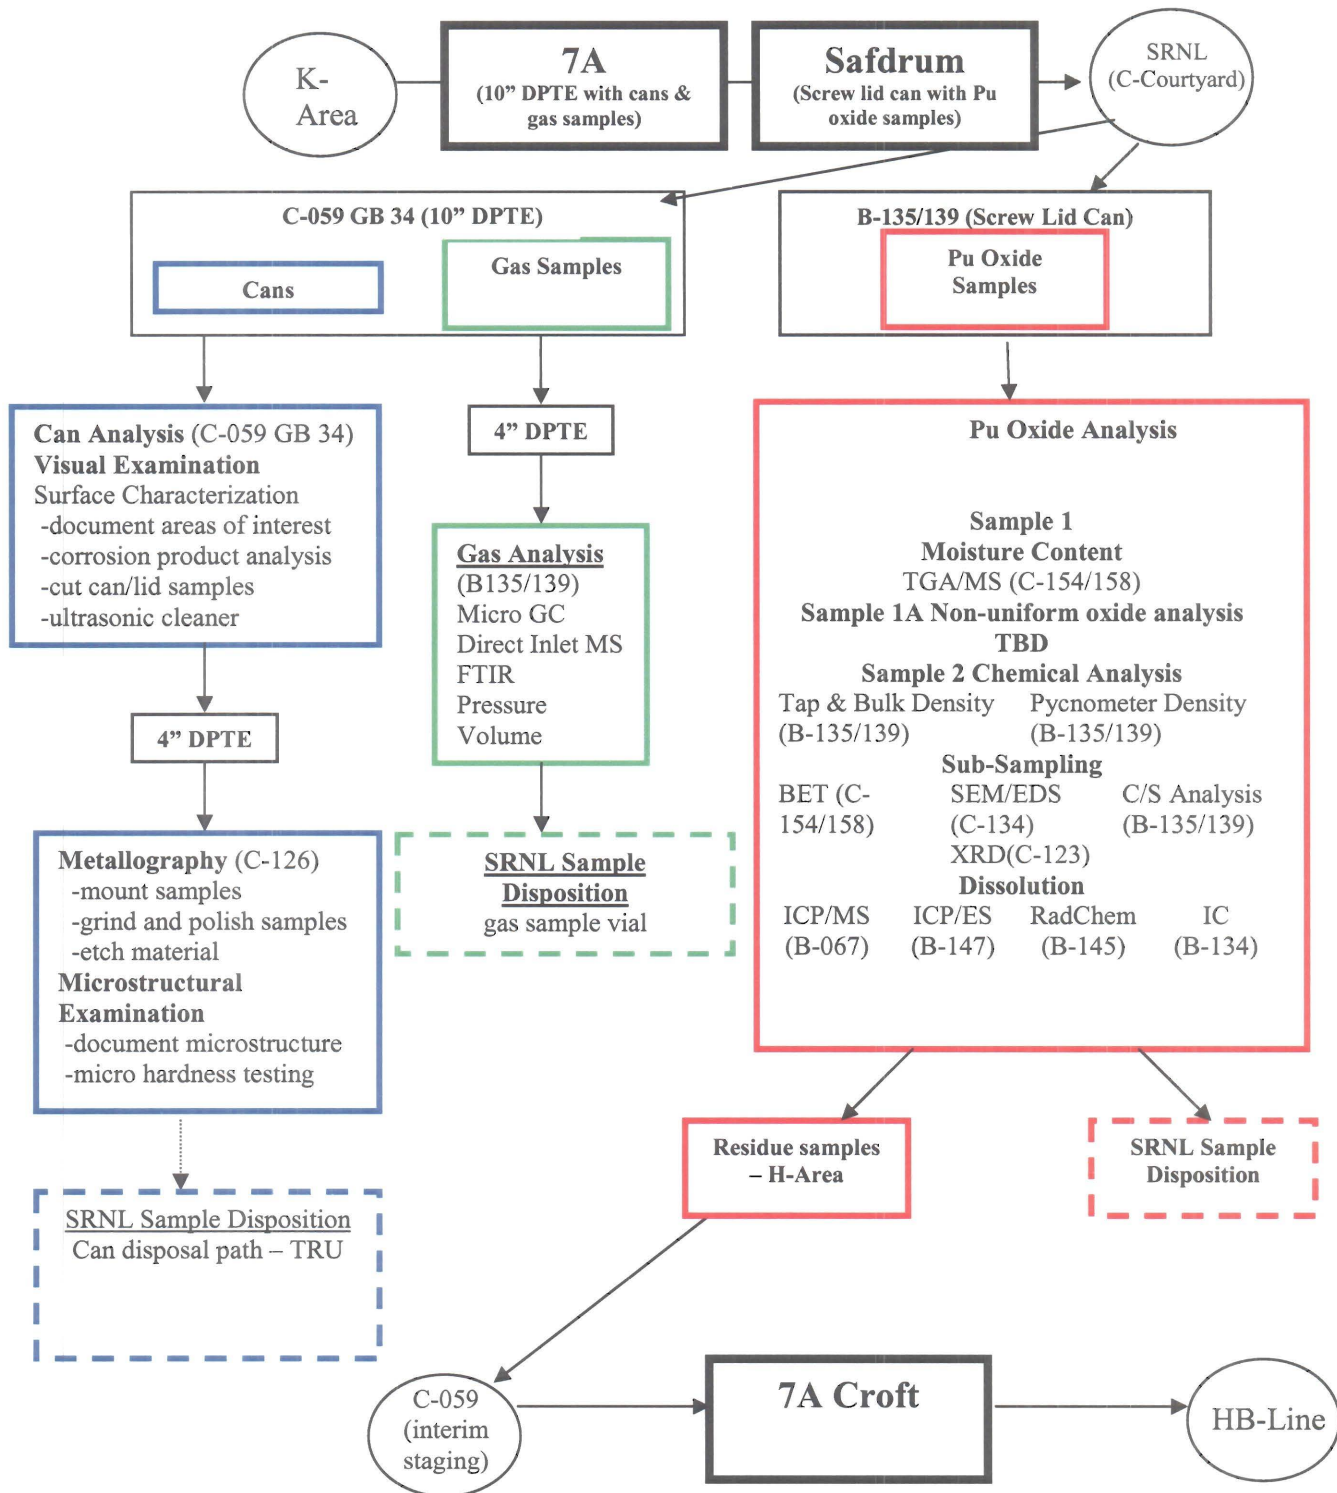 K-
Area
7A
(10” DPTE with cans &
gas samples)
Safdrum
(Screw lid can with Pu
oxide samples)
SRNL
(C-Courtyard)
C-059 GB 34 (10” DPTE)
Cans
Gas Samples
B-135/139 (Screw Lid Can)
Pu Oxide
Samples
Can Analysis (C-059 GB 34)
Visual Examination
Surface Characterization
-document areas of interest
-corrosion product analysis
-cut can/lid samples
-ultrasonic cleaner
4” DPTE
Metallography (C-126)
-mount samples
-grind and polish samples
-etch material
Microstructural
Examination
-document microstructure
-micro hardness testing
SRNL Sample Disposition
Can disposal path – TRU
4” DPTE
Gas Analysis
(B135/139)
Micro GC
Direct Inlet MS
FTIR
Pressure
Volume
SRNL Sample
Disposition
gas sample vial
Pu Oxide Analysis
Sample 1
Moisture Content
TGA/MS (C-154/158)
Sample 1A Non-uniform oxide analysis
TBD
Sample 2 Chemical Analysis
Tap & Bulk Density Pycnometer Density
(B-135/139) (B-135/139)
Sub-Sampling
BET (C- SEM/EDS C/S Analysis
154/158) (C-134) (B-135/139)
XRD(C-123)
Dissolution
ICP/MS ICP/ES RadChem IC
(B-067) (B-147) (B-145) (B-134)
Residue samples
– H-Area
SRNL Sample
Disposition
C-059
(interim
staging)
7A Croft
HB-Line